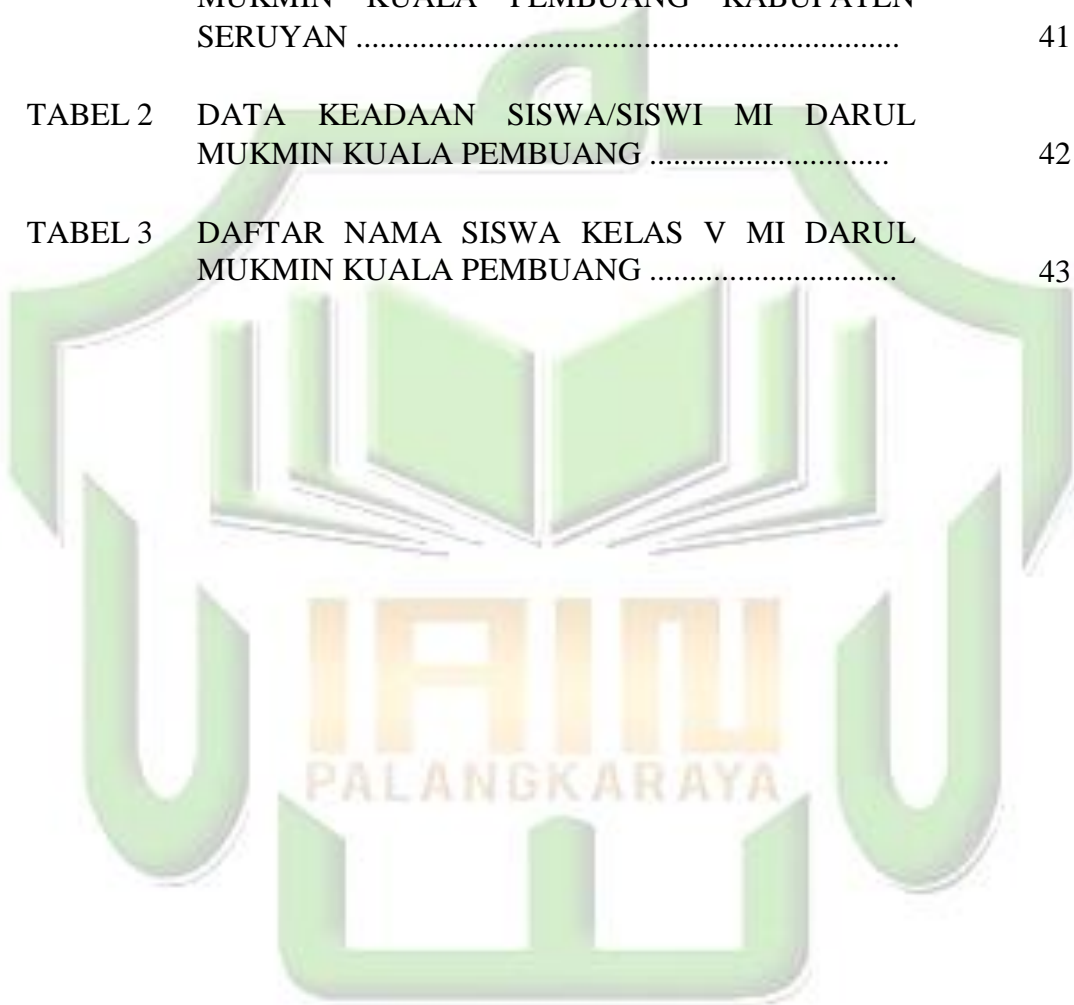 MUKMIN KUALA PEMBUANG KABUPATEN
SERUYAN .................................................................... 41
TABEL 2 DATA KEADAAN SISWA/SISWI MI DARUL
MUKMIN KUALA PEMBUANG .............................. 42
TABEL 3 DAFTAR NAMA SISWA KELAS V MI DARUL
MUKMIN KUALA PEMBUANG ............................... 43
IAIN
PALANGKARAYA